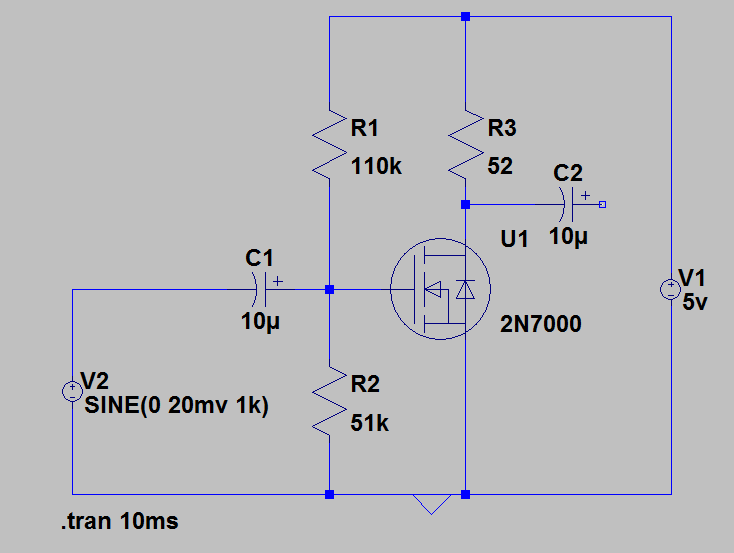 R1
110k
R3
52
C2
10µ
U1
2N7000
C1
10µ
V1
5v
V2
SINE(0 20mv 1k)
R2
51k
.tran 10ms